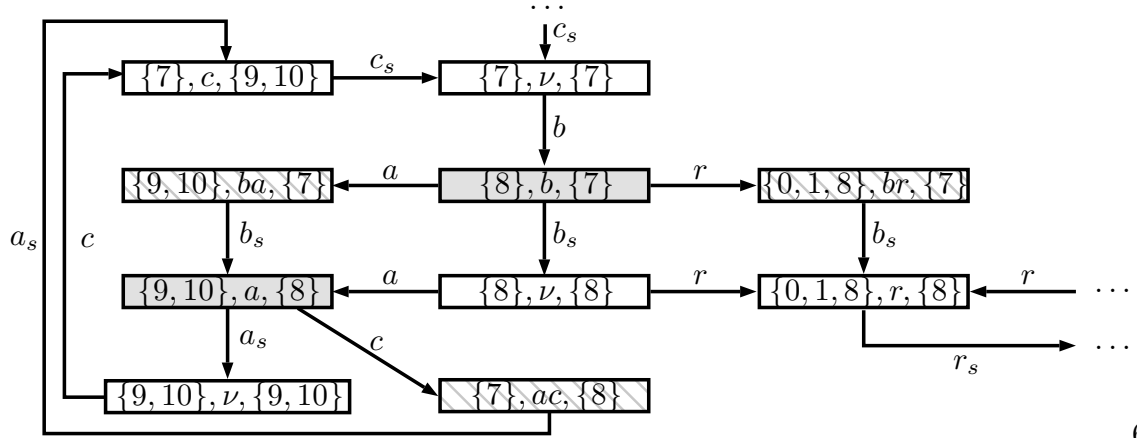 ...
c_s
{7}, c, {9, 10} c_s {7}, ν, {7}
b
{9, 10}, ba, {7} a {8}, b, {7} r {0, 1, 8}, br, {7}
a_s c b_s b_s b_s
{9, 10}, a, {8} a {8}, ν, {8} r {0, 1, 8}, r, {8} r ...
a_s c r_s ...
{9, 10}, ν, {9, 10} {7}, ac, {8}